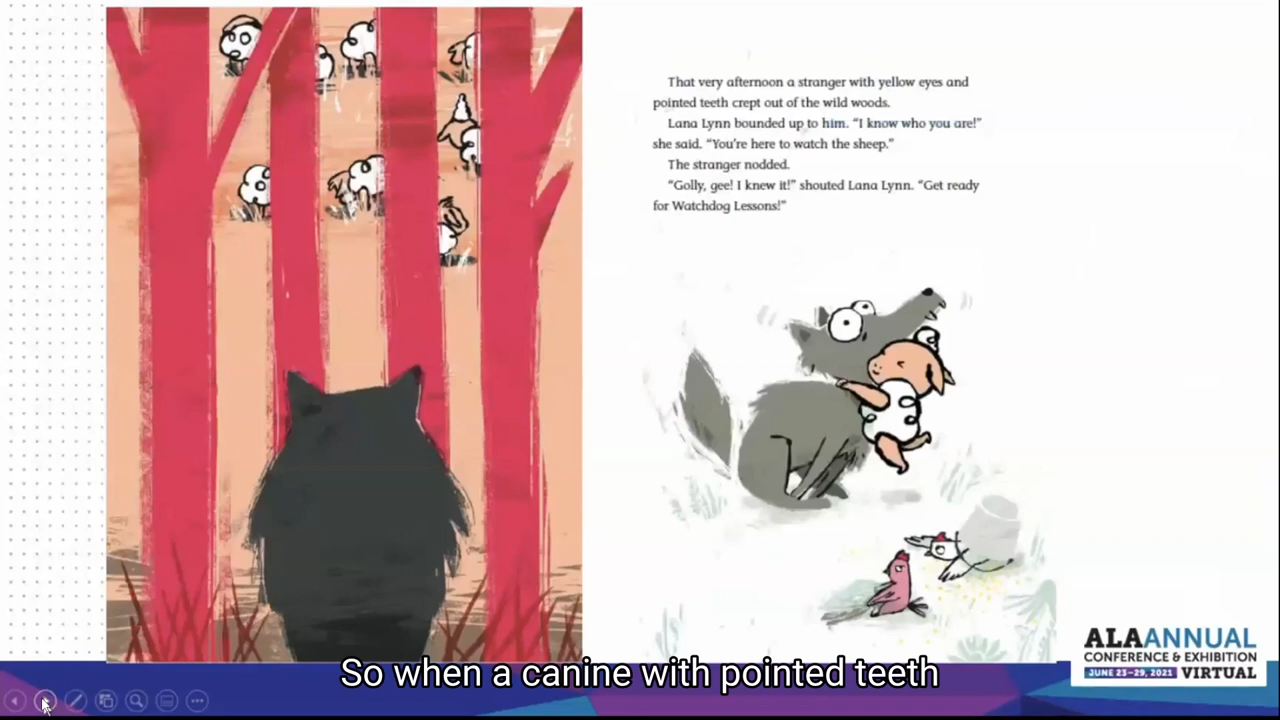 That very afternoon a stranger with yellow eyes and
pointed teeth crept out of the wild woods.
Lana Lynn bounded up to him. “I know who you are!”
she said. “You’re here to watch the sheep.”
The stranger nodded.
“Golly, gee! I knew it!” shouted Lana Lynn. “Get ready
for Watchdog Lessons!”
ALAANNUAL
CONFERENCE & EXHIBITION
JUNE 23–29, 2021 VIRTUAL
So when a canine with pointed teeth